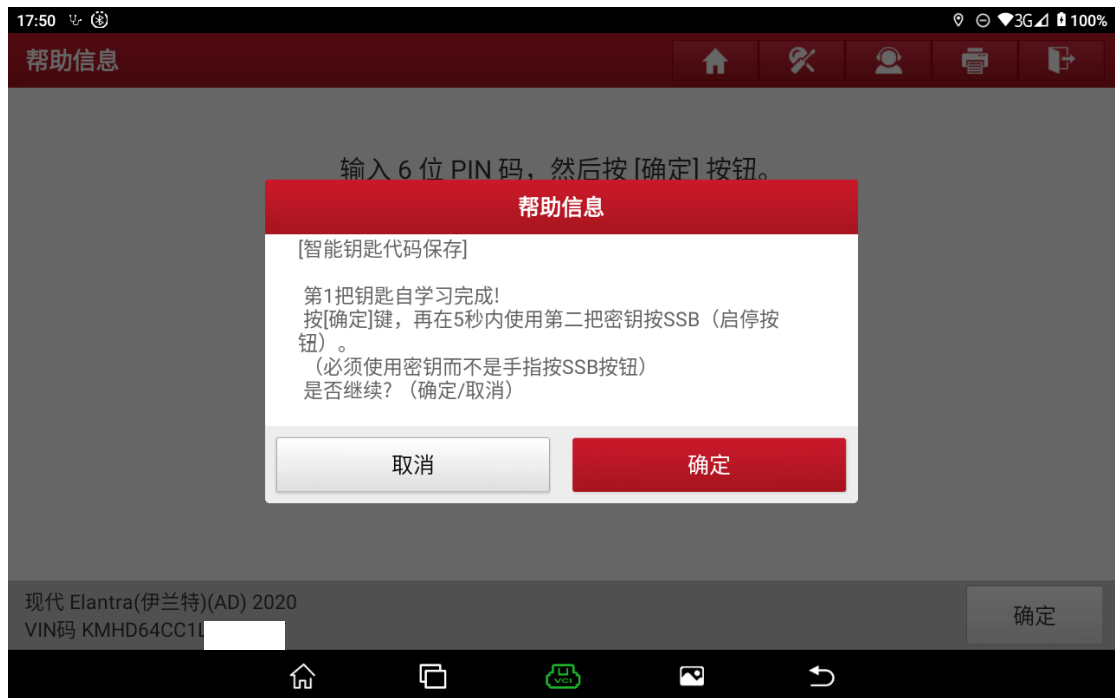 17:50
3G
100%
帮助信息
输入 6 位 PIN 码，然后按 [确定] 按钮。
帮助信息
[智能钥匙代码保存]
第1把钥匙自学习完成!
按[确定]键，再在5秒内使用第二把密钥按SSB（启停按
钮）。
（必须使用密钥而不是手指按SSB按钮）
是否继续? （确定/取消）
取消
确定
现代 Elantra(伊兰特)(AD) 2020
VIN码 KMHD64CC1L
确定
VCI